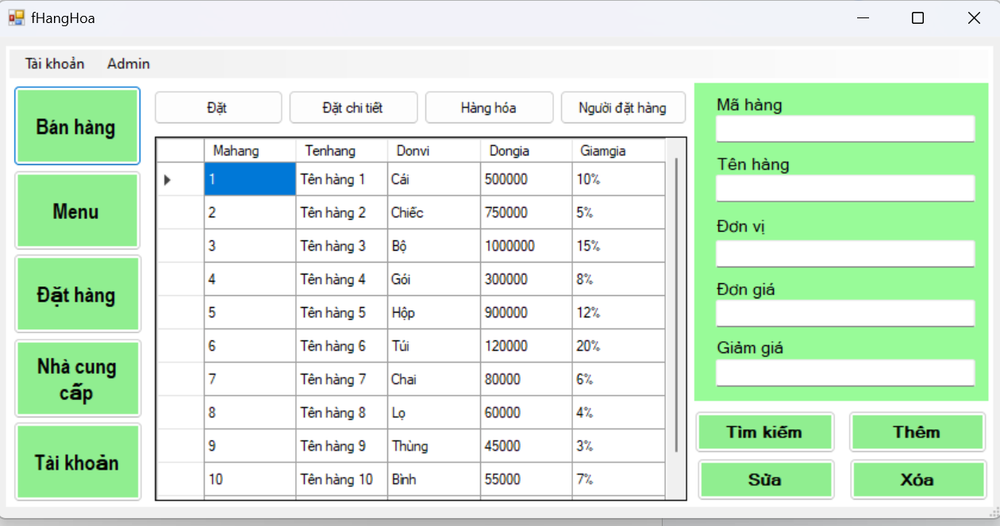 fHangHoa
Tài khoản Admin
Bán hàng
Menu
Đặt hàng
Nhà cung
cấp
Tài khoản
Đặt Đặt chi tiết Hàng hóa Người đặt hàng
Mahang Tenhang Donvi Dongia Giamgia
1 Tên hàng 1 Cái 500000 10%
2 Tên hàng 2 Chiếc 750000 5%
3 Tên hàng 3 Bộ 1000000 15%
4 Tên hàng 4 Gói 300000 8%
5 Tên hàng 5 Hộp 900000 12%
6 Tên hàng 6 Túi 120000 20%
7 Tên hàng 7 Chai 80000 6%
8 Tên hàng 8 Lọ 60000 4%
9 Tên hàng 9 Thùng 45000 3%
10 Tên hàng 10 Bình 55000 7%
Mã hàng
Tên hàng
Đơn vị
Đơn giá
Giảm giá
Tìm kiếm Thêm
Sửa Xóa